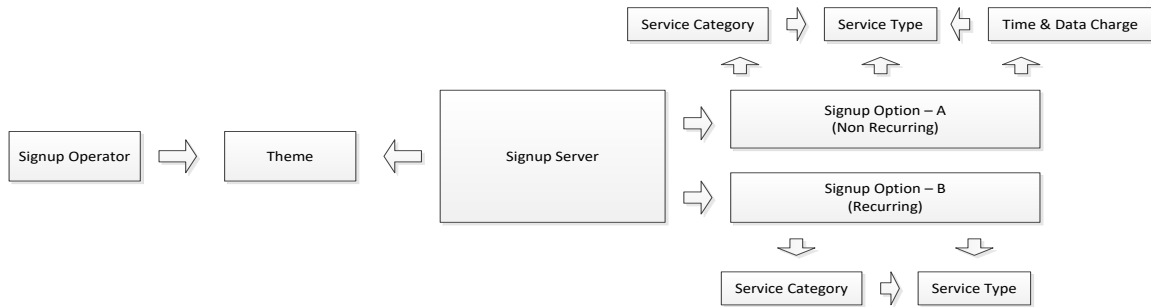 Service Category
Service Type
Time & Data Charge
Signup Option – A
(Non Recurring)
Signup Operator
Theme
Signup Server
Signup Option – B
(Recurring)
Service Category
Service Type